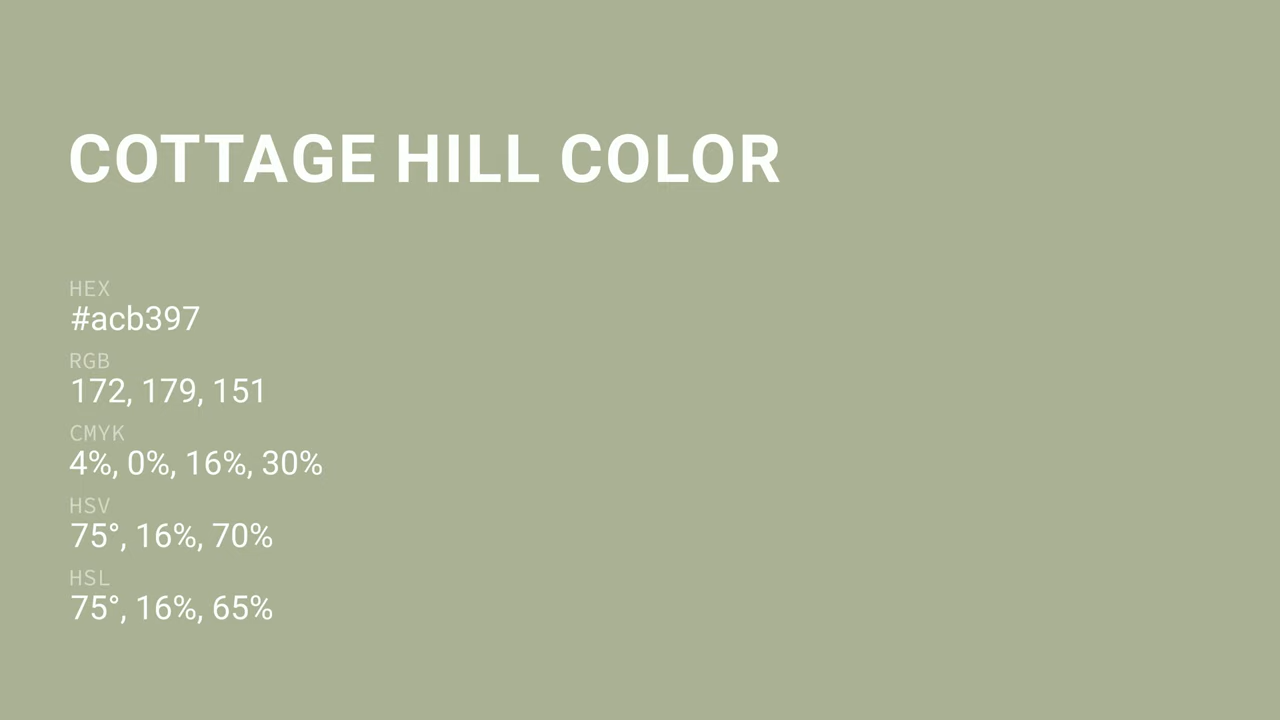 COTTAGE HILL COLOR
HEX
#acb397
RGB
172, 179, 151
CMYK
4%, 0%, 16%, 30%
HSV
75°, 16%, 70%
HSL
75°, 16%, 65%